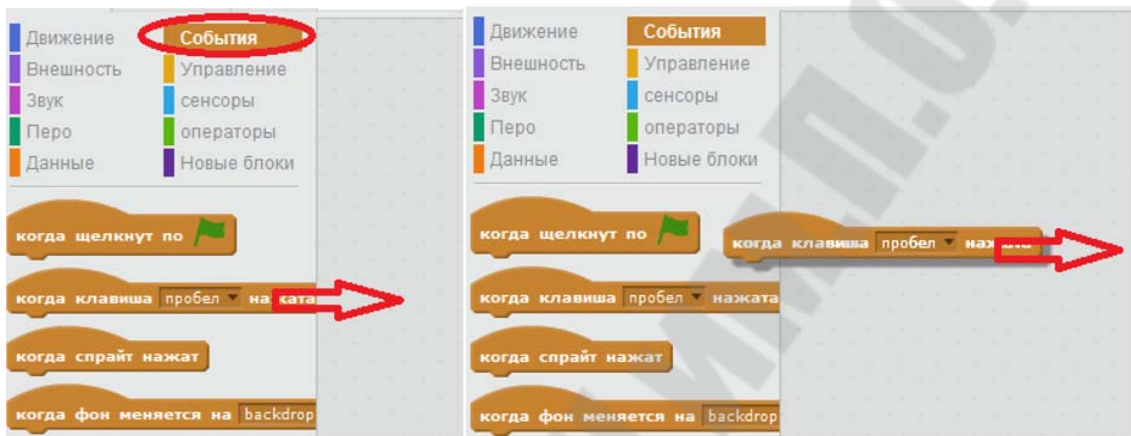 Движение События
Внешность Управление
Звук сенсоры
Перо операторы
Данные Новые блоки
когда щелкнут по
когда клавиша пробел нажата
когда спрайт нажат
когда фон меняется на backdrop
Движение События
Внешность Управление
Звук сенсоры
Перо операторы
Данные Новые блоки
когда щелкнут по
когда клавиша пробел нажата
когда клавиша пробел нажата
когда спрайт нажат
когда фон меняется на backdrop